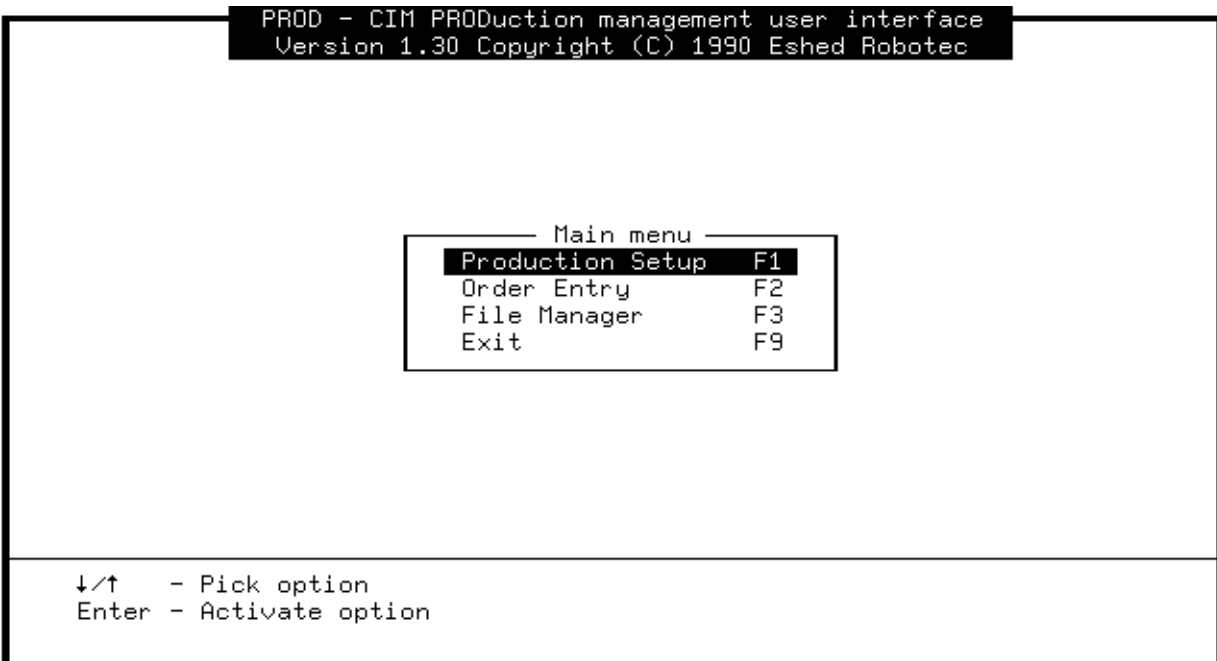 PROD - CIM PRODuction management user interface
Version 1.30 Copyright (C) 1990 Eshed Robotec
Main menu
Production Setup F1
Order Entry F2
File Manager F3
Exit F9
↓/↑ - Pick option
Enter - Activate option